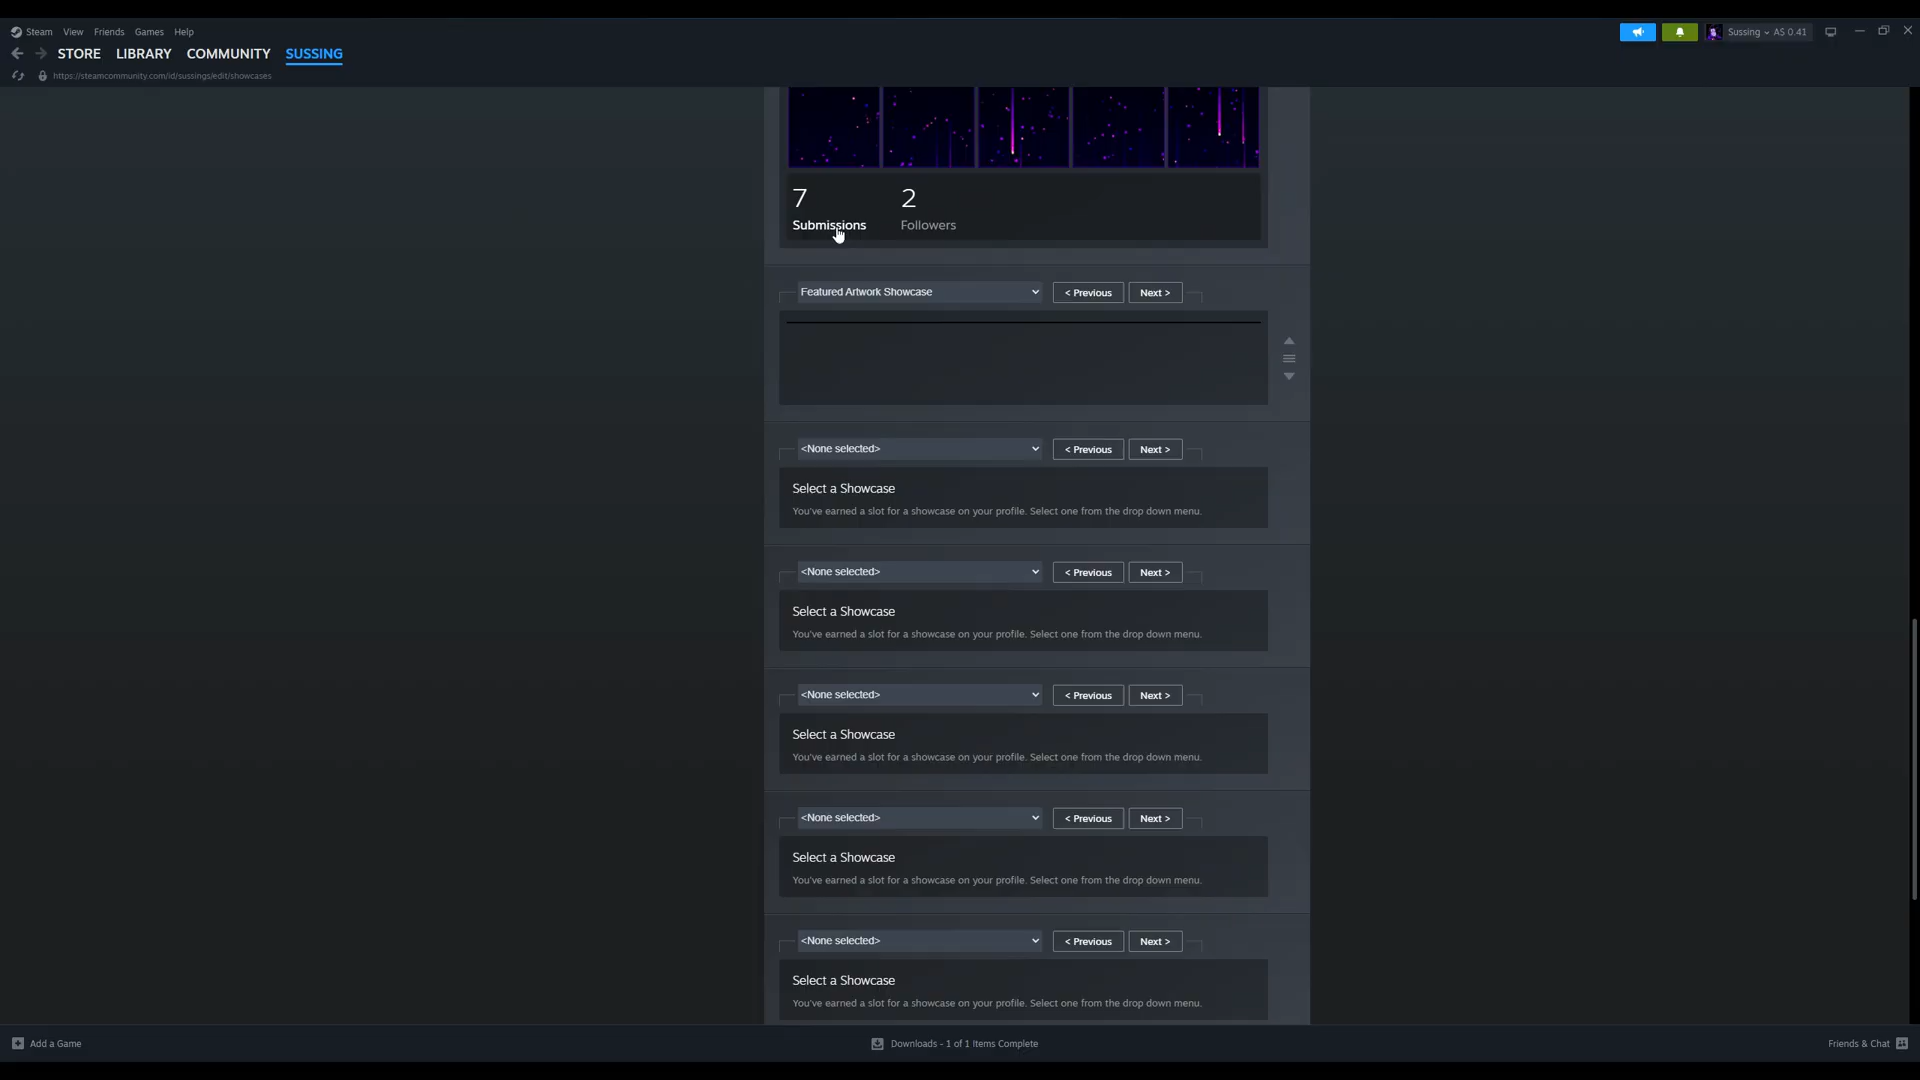 Steam View Friends Games Help
Sussing AS 0.41
STORE LIBRARY COMMUNITY SUSSING
https://steamcommunity.com/id/sussings/edit/showcases
7 2
Submissions Followers
Featured Artwork Showcase < Previous Next >
<None selected> < Previous Next >
Select a Showcase
You've earned a slot for a showcase on your profile. Select one from the drop down menu.
<None selected> < Previous Next >
Select a Showcase
You've earned a slot for a showcase on your profile. Select one from the drop down menu.
<None selected> < Previous Next >
Select a Showcase
You've earned a slot for a showcase on your profile. Select one from the drop down menu.
<None selected> < Previous Next >
Select a Showcase
You've earned a slot for a showcase on your profile. Select one from the drop down menu.
<None selected> < Previous Next >
Select a Showcase
You've earned a slot for a showcase on your profile. Select one from the drop down menu.
Add a Game Downloads - 1 of 1 Items Complete Friends & Chat